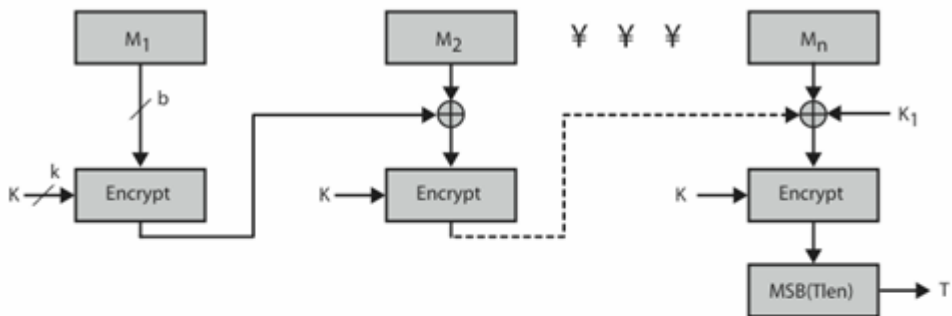 M1 M2 ¥ ¥ ¥ Mn
b
K1
k
K Encrypt K Encrypt K Encrypt
MSB(Tlen) T